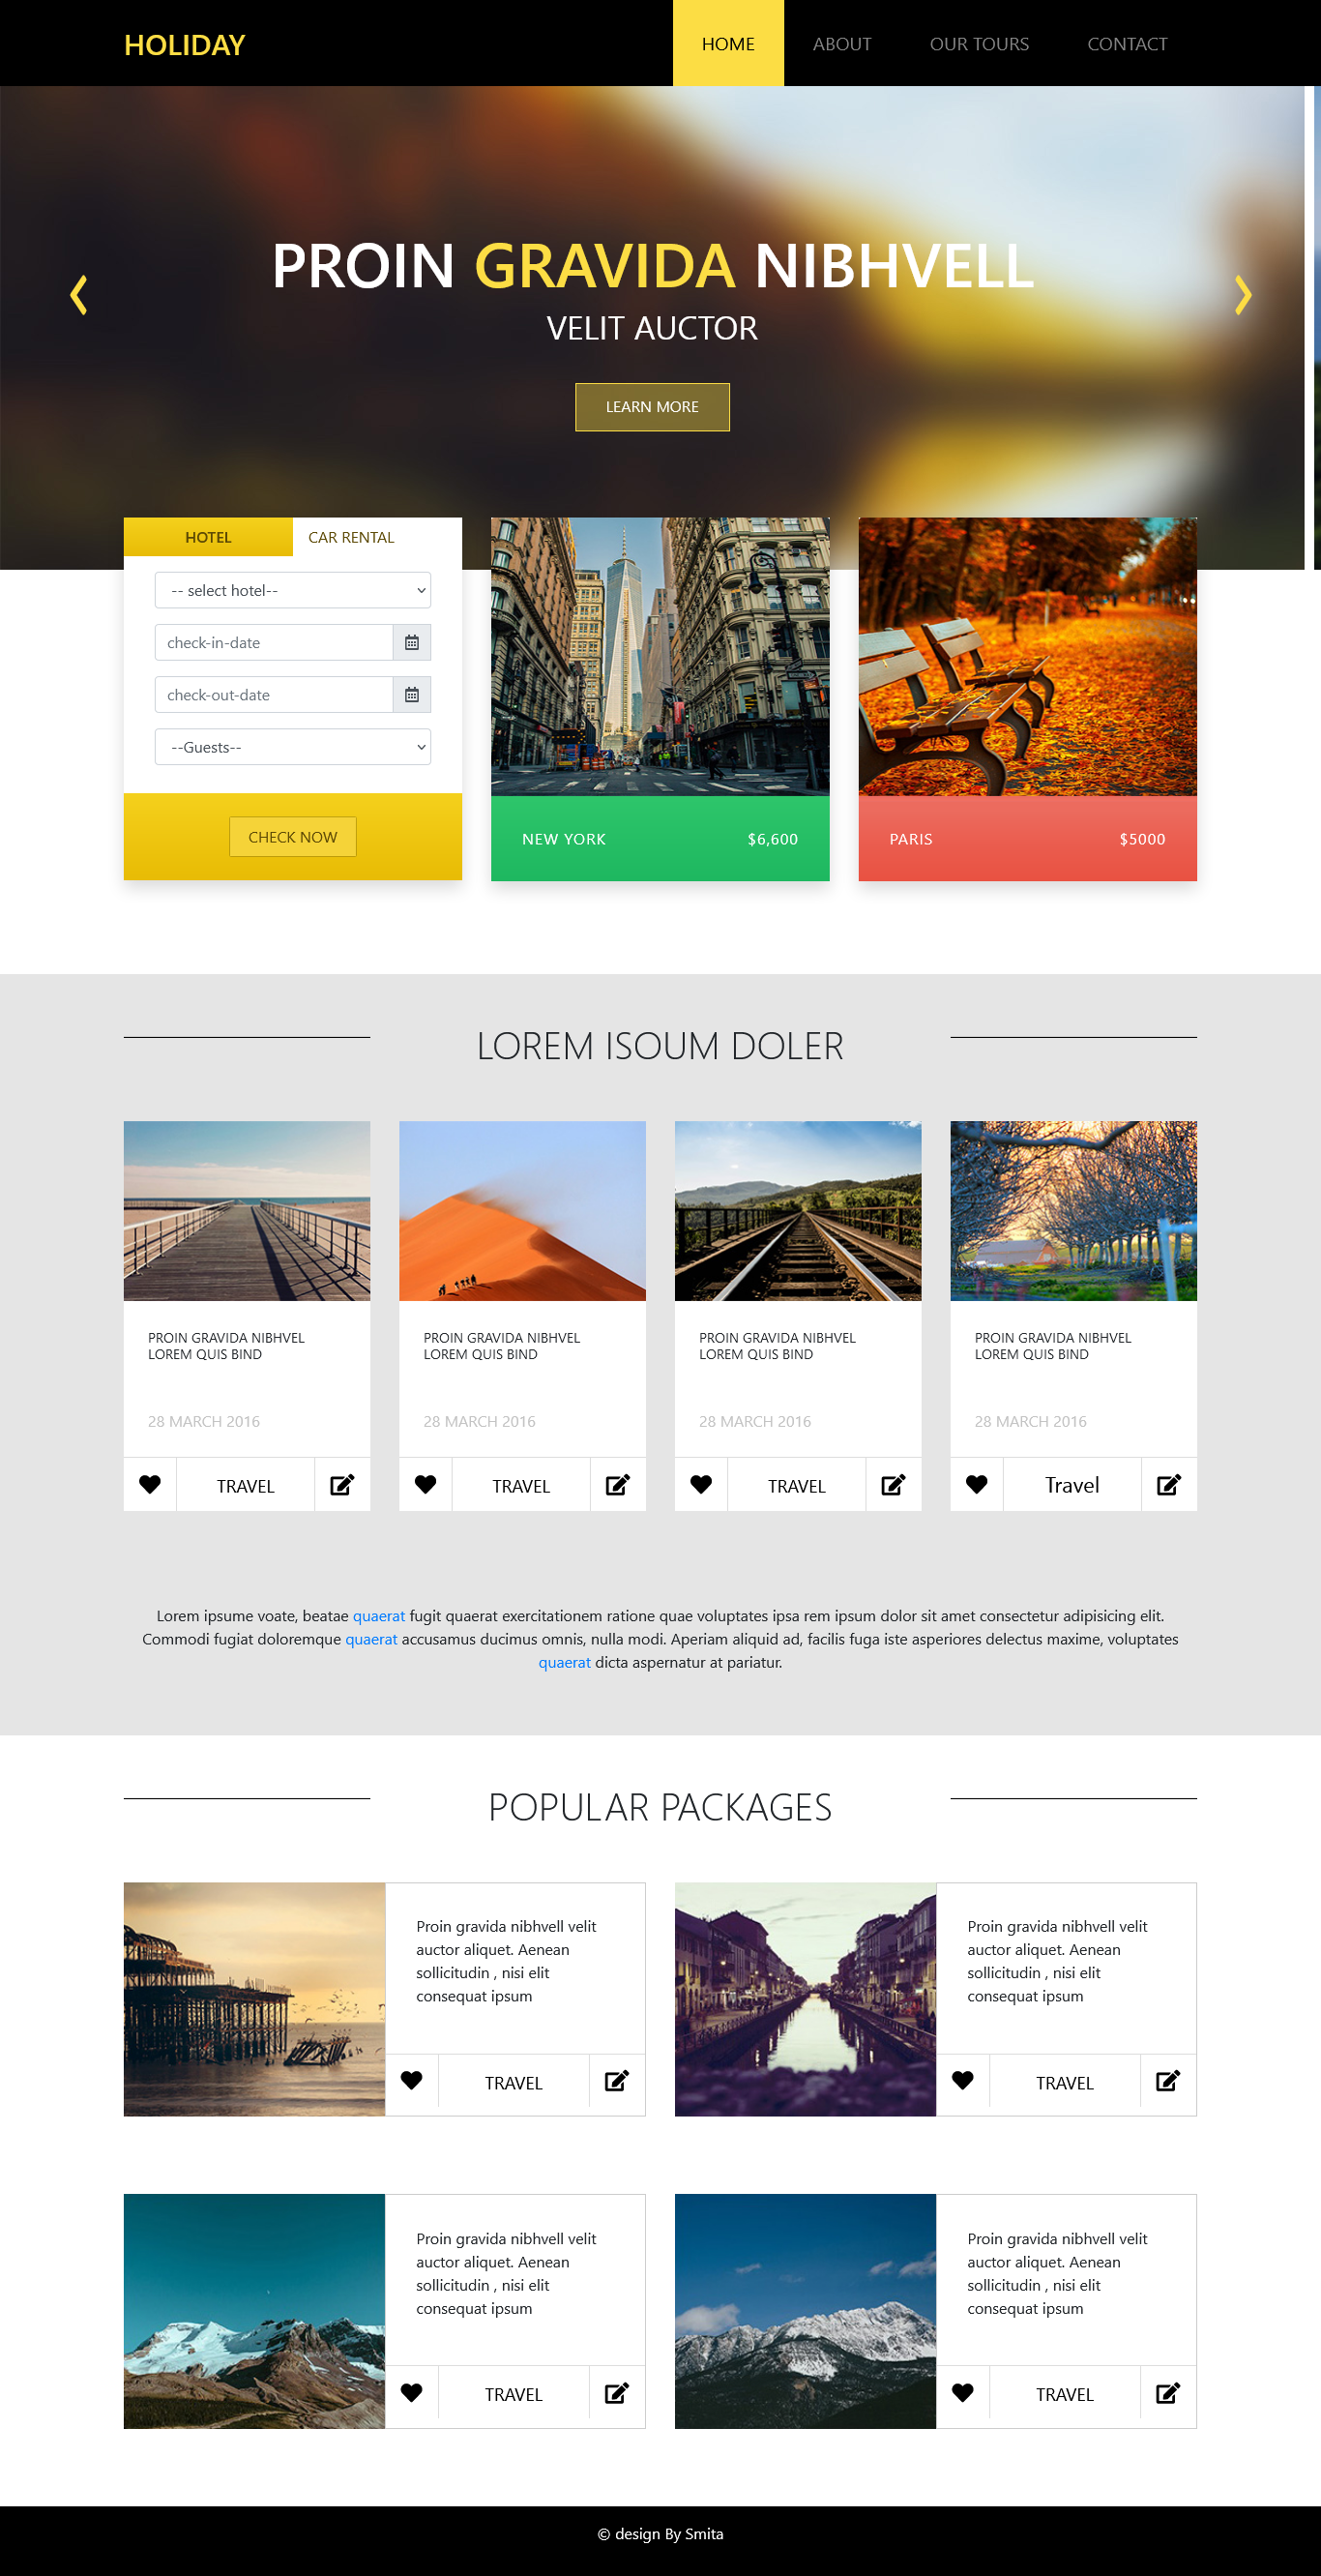 HOLIDAY
HOME
ABOUT
OUR TOURS
CONTACT
PROIN GRAVIDA NIBHVELL
VELIT AUCTOR
LEARN MORE
HOTEL
CAR RENTAL
-- select hotel--
check-in-date
check-out-date
--Guests--
CHECK NOW
NEW YORK
$6,600
PARIS
$5000
LOREM ISOUM DOLER
PROIN GRAVIDA NIBHVEL
LOREM QUIS BIND
28 MARCH 2016
TRAVEL
PROIN GRAVIDA NIBHVEL
LOREM QUIS BIND
28 MARCH 2016
TRAVEL
PROIN GRAVIDA NIBHVEL
LOREM QUIS BIND
28 MARCH 2016
TRAVEL
PROIN GRAVIDA NIBHVEL
LOREM QUIS BIND
28 MARCH 2016
Travel
Lorem ipsume voate, beatae quaerat fugit quaerat exercitationem ratione quae voluptates ipsa rem ipsum dolor sit amet consectetur adipisicing elit.
Commodi fugiat doloremque quaerat accusamus ducimus omnis, nulla modi. Aperiam aliquid ad, facilis fuga iste asperiores delectus maxime, voluptates
quaerat dicta aspernatur at pariatur.
POPULAR PACKAGES
Proin gravida nibhvell velit
auctor aliquet. Aenean
sollicitudin , nisi elit
consequat ipsum
TRAVEL
Proin gravida nibhvell velit
auctor aliquet. Aenean
sollicitudin , nisi elit
consequat ipsum
TRAVEL
Proin gravida nibhvell velit
auctor aliquet. Aenean
sollicitudin , nisi elit
consequat ipsum
TRAVEL
Proin gravida nibhvell velit
auctor aliquet. Aenean
sollicitudin , nisi elit
consequat ipsum
TRAVEL
© design By Smita